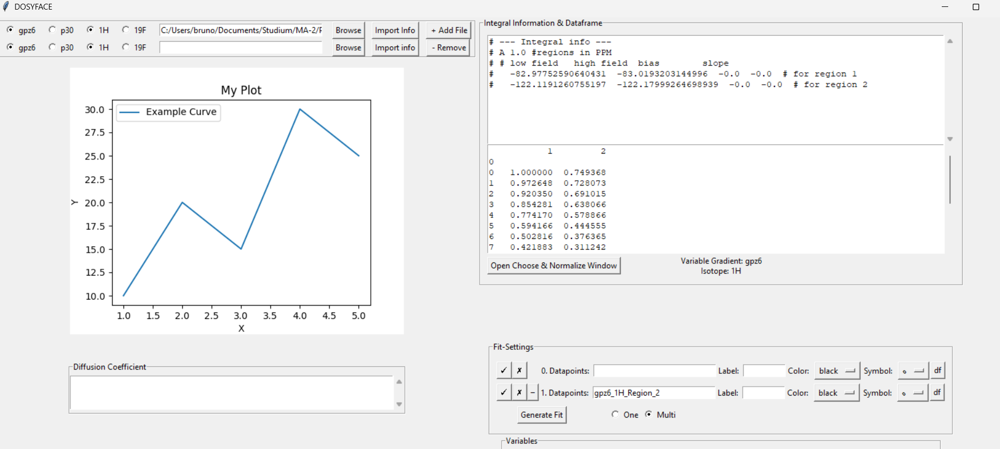 DOSYFACE
gpz6 p30 1H 19F C:/Users/bruno/Documents/Studium/MA-2/F Browse Import Info + Add File
gpz6 p30 1H 19F Browse Import info - Remove
My Plot
Example Curve
30.0
27.5
25.0
22.5
20.0
17.5
15.0
12.5
10.0
Y
1.0 1.5 2.0 2.5 3.0 3.5 4.0 4.5 5.0
X
Diffusion Coefficient
Integral Information & Dataframe
# --- Integral info ---
# A 1.0 #regions in PPM
# # low field high field bias slope
# -82.97752590640431 -83.0193203144996 -0.0 -0.0 # for region 1
# -122.1191260755197 -122.17999264698939 -0.0 -0.0 # for region 2
1 2
0
0 1.000000 0.749368
1 0.972648 0.728073
2 0.920350 0.691015
3 0.854281 0.638066
4 0.774170 0.578866
5 0.594166 0.444555
6 0.502816 0.376365
7 0.421883 0.311242
Open Choose & Normalize Window
Variable Gradient: gpz6
Isotope: 1H
Fit-Settings
✓ ✗ 0. Datapoints: Label: Color: black Symbol: o df
✓ ✗ − 1. Datapoints: gpz6_1H_Region_2 Label: Color: black Symbol: o df
Generate Fit One Multi
Variables